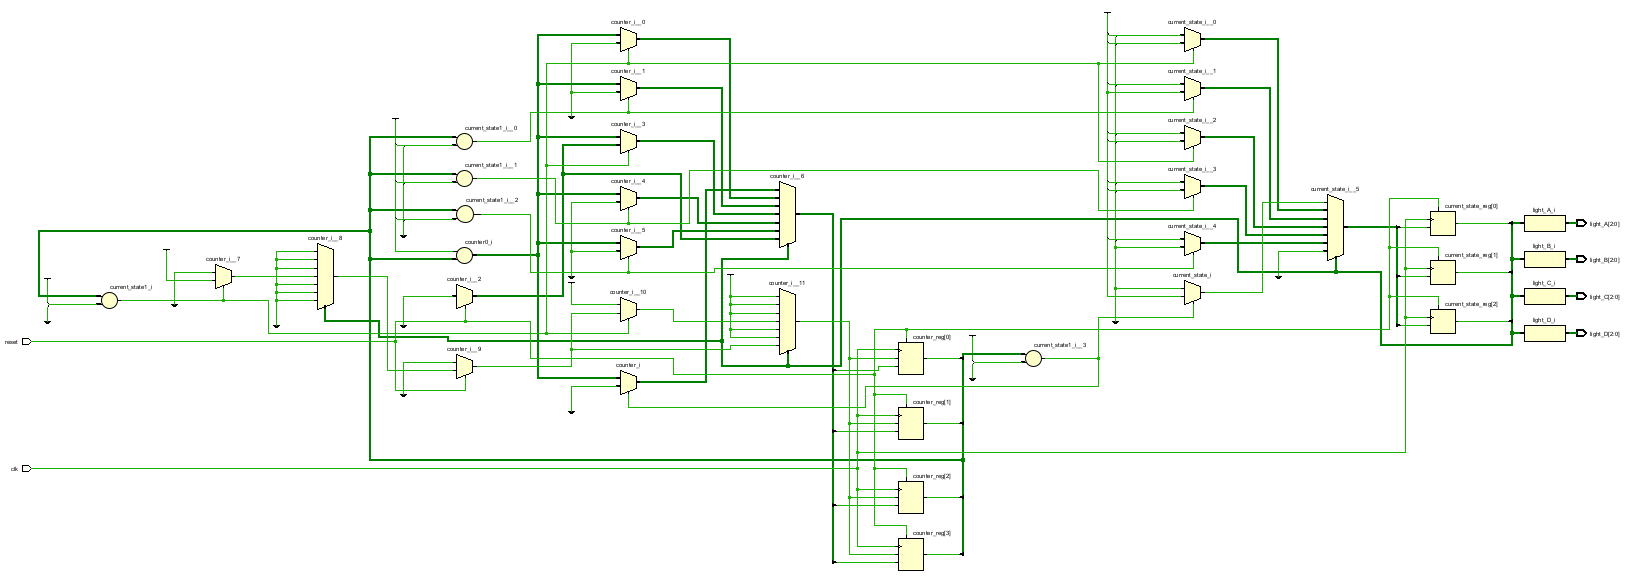 counter_i__0
current_state_i__0
counter_i__1
current_state_i__1
counter_i__3
current_state1_i__0
current_state_i__2
current_state1_i__1
counter_i__4
counter_i__6
current_state_i__3
current_state_i__5
current_state1_i__2
current_state_reg[0]
light_A_i
light_A[2:0]
counter_i__5
current_state_i__4
counter_i__8
counter0_i
current_state_reg[1]
light_B_i
light_B[2:0]
counter_i__7
counter_i__2
current_state_i
current_state1_i
counter_i__10
counter_i__11
current_state_reg[2]
light_C_i
light_C[2:0]
light_D_i
light_D[2:0]
reset
counter_reg[0]
current_state1_i__3
counter_i__9
counter_i
counter_reg[1]
clk
counter_reg[2]
counter_reg[3]